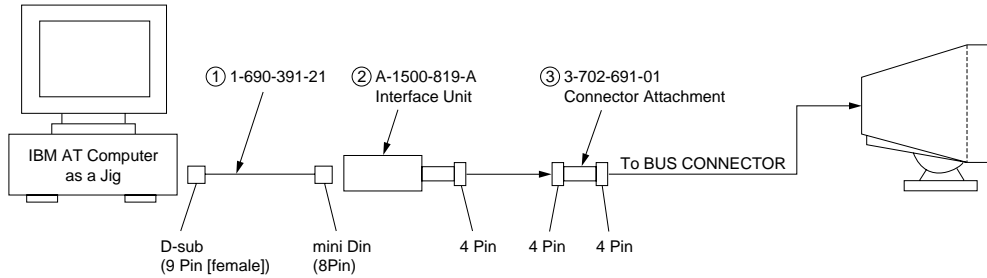 ① 1-690-391-21
② A-1500-819-A
Interface Unit
③ 3-702-691-01
Connector Attachment
IBM AT Computer
as a Jig
To BUS CONNECTOR
D-sub
(9 Pin [female])
mini Din
(8Pin)
4 Pin
4 Pin
4 Pin